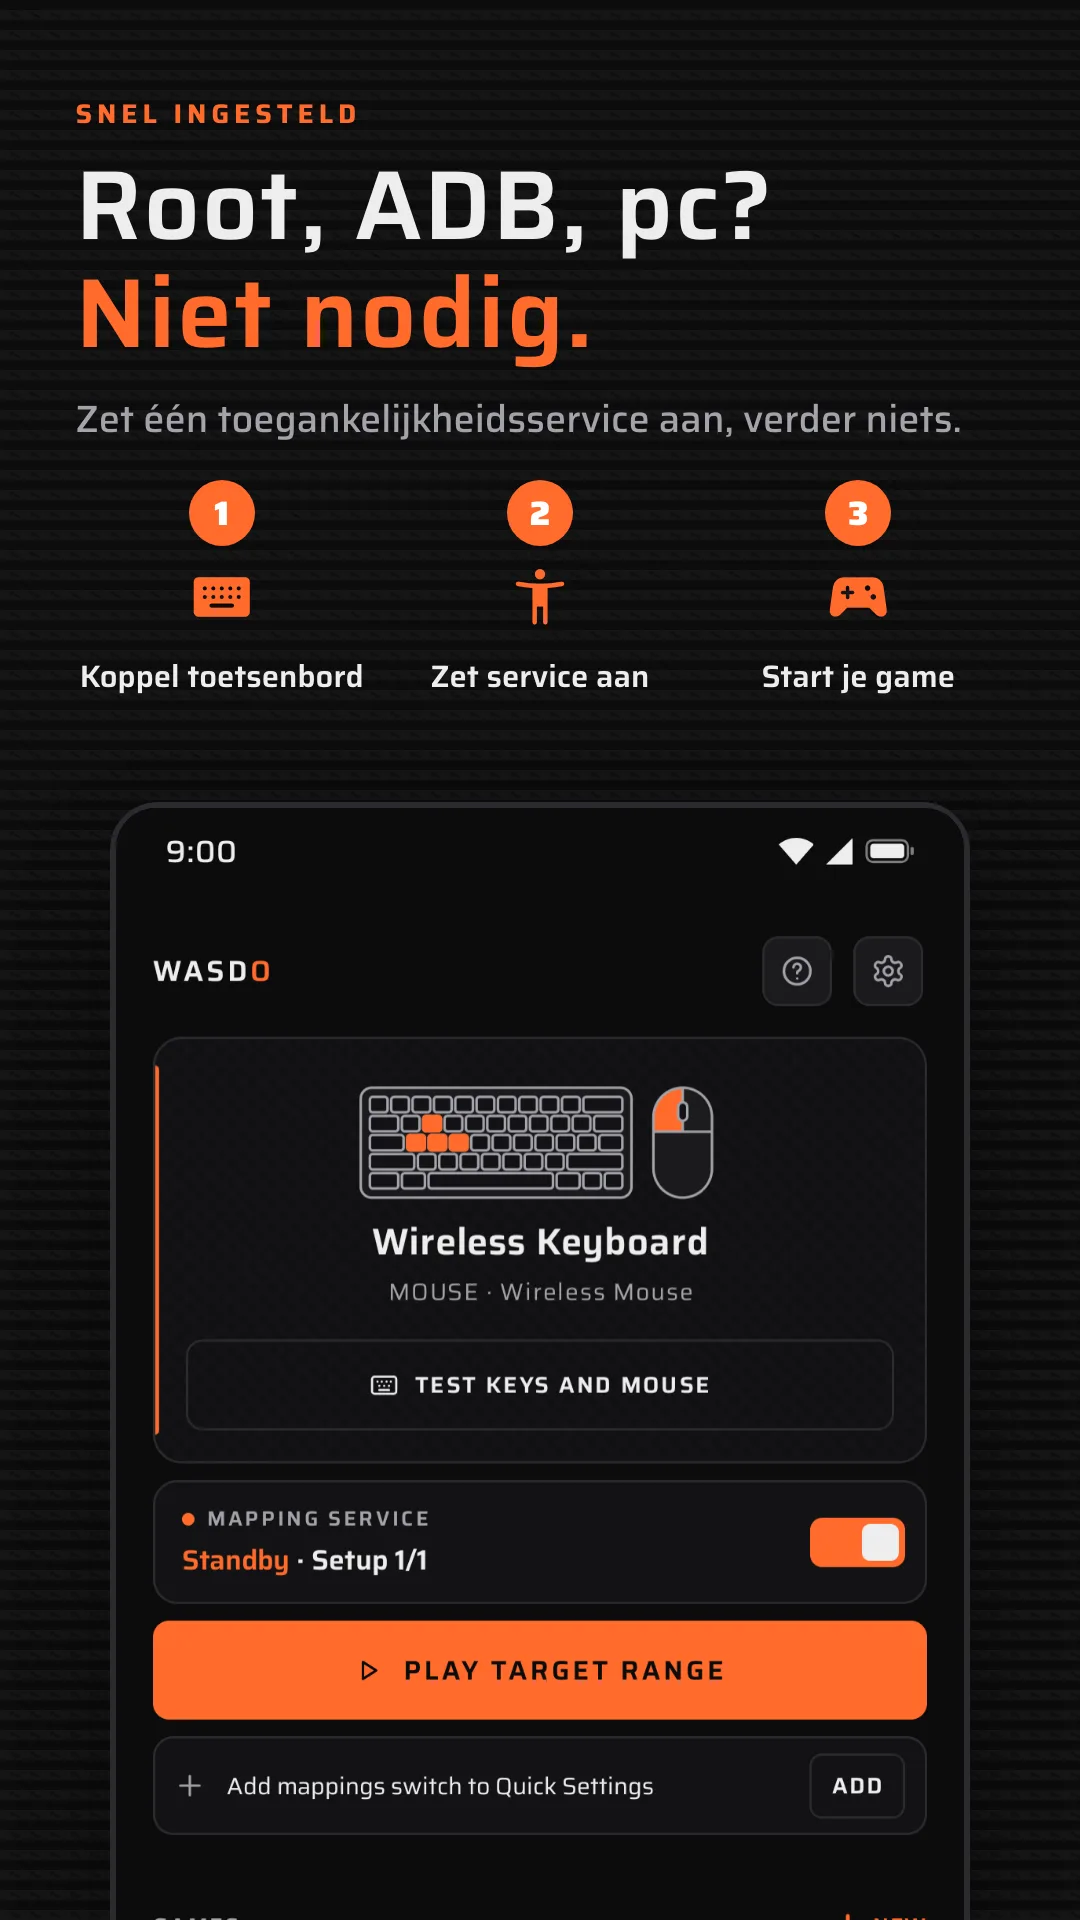 SNEL INGESTELD
Root, ADB, pc?
Niet nodig.
Zet één toegankelijkheidsservice aan, verder niets.
1
2
3
Koppel toetsenbord
Zet service aan
Start je game
9:00
WASDO
Wireless Keyboard
MOUSE · Wireless Mouse
TEST KEYS AND MOUSE
MAPPING SERVICE
Standby · Setup 1/1
PLAY TARGET RANGE
Add mappings switch to Quick Settings
ADD